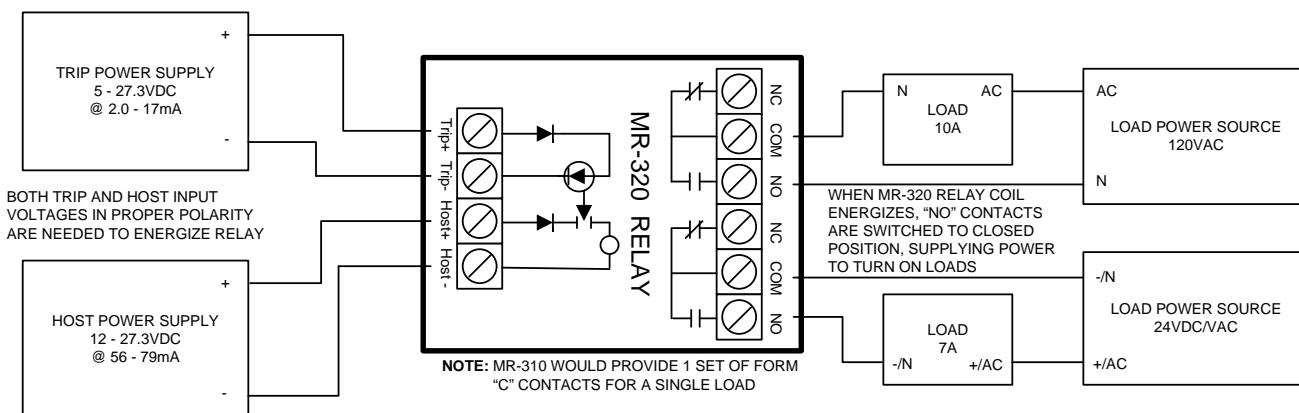 +
TRIP POWER SUPPLY
5 - 27.3VDC
@ 2.0 - 17mA
-
BOTH TRIP AND HOST INPUT
VOLTAGES IN PROPER POLARITY
ARE NEEDED TO ENERGIZE RELAY
+
HOST POWER SUPPLY
12 - 27.3VDC
@ 56 - 79mA
-
Trip+
Trip-
Host+
Host -
MR-320 RELAY
NC
COM
NO
NC
COM
NO
NOTE: MR-310 WOULD PROVIDE 1 SET OF FORM
“C” CONTACTS FOR A SINGLE LOAD
N AC
LOAD
10A
AC
LOAD POWER SOURCE
120VAC
N
WHEN MR-320 RELAY COIL
ENERGIZES, “NO” CONTACTS
ARE SWITCHED TO CLOSED
POSITION, SUPPLYING POWER
TO TURN ON LOADS
LOAD
7A
-/N +/AC
-/N
LOAD POWER SOURCE
24VDC/VAC
+/AC